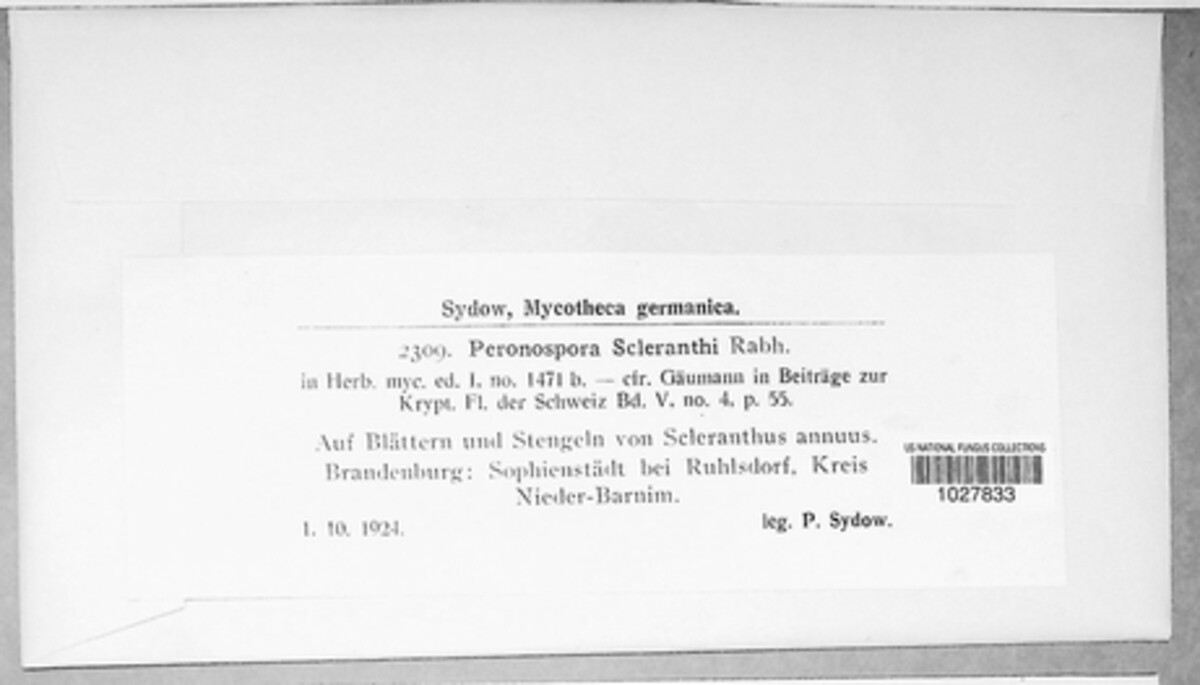 Sydow, Mycotheca germanica.
2309. Peronospora Scleranthi Rabh.
in Herb. myc. ed. I. no. 1471 b. — cfr. Gäumann in Beiträge zur
Krypt. Fl. der Schweiz Bd. V. no. 4. p. 55.
Auf Blättern und Stengeln von Scleranthus annuus.
Brandenburg: Sophienstädt bei Ruhlsdorf, Kreis
Nieder-Barnim.
1. 10. 1924.
leg. P. Sydow.
US NATIONAL FUNGUS COLLECTIONS
1027833